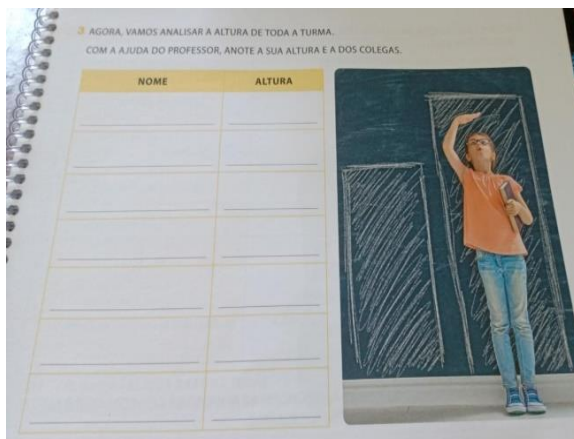 3 AGORA, VAMOS ANALISAR A ALTURA DE TODA A TURMA.
COM A AJUDA DO PROFESSOR, ANOTE A SUA ALTURA E A DOS COLEGAS.
NOME ALTURA